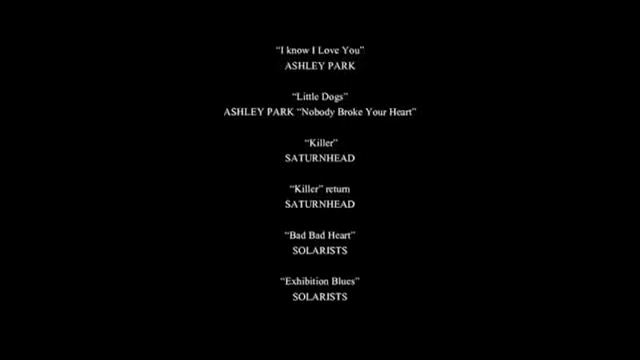 “I know I Love You”
ASHLEY PARK
“Little Dogs”
ASHLEY PARK “Nobody Broke Your Heart”
“Killer”
SATURNHEAD
“Killer” return
SATURNHEAD
“Bad Bad Heart”
SOLARISTS
“Exhibition Blues”
SOLARISTS